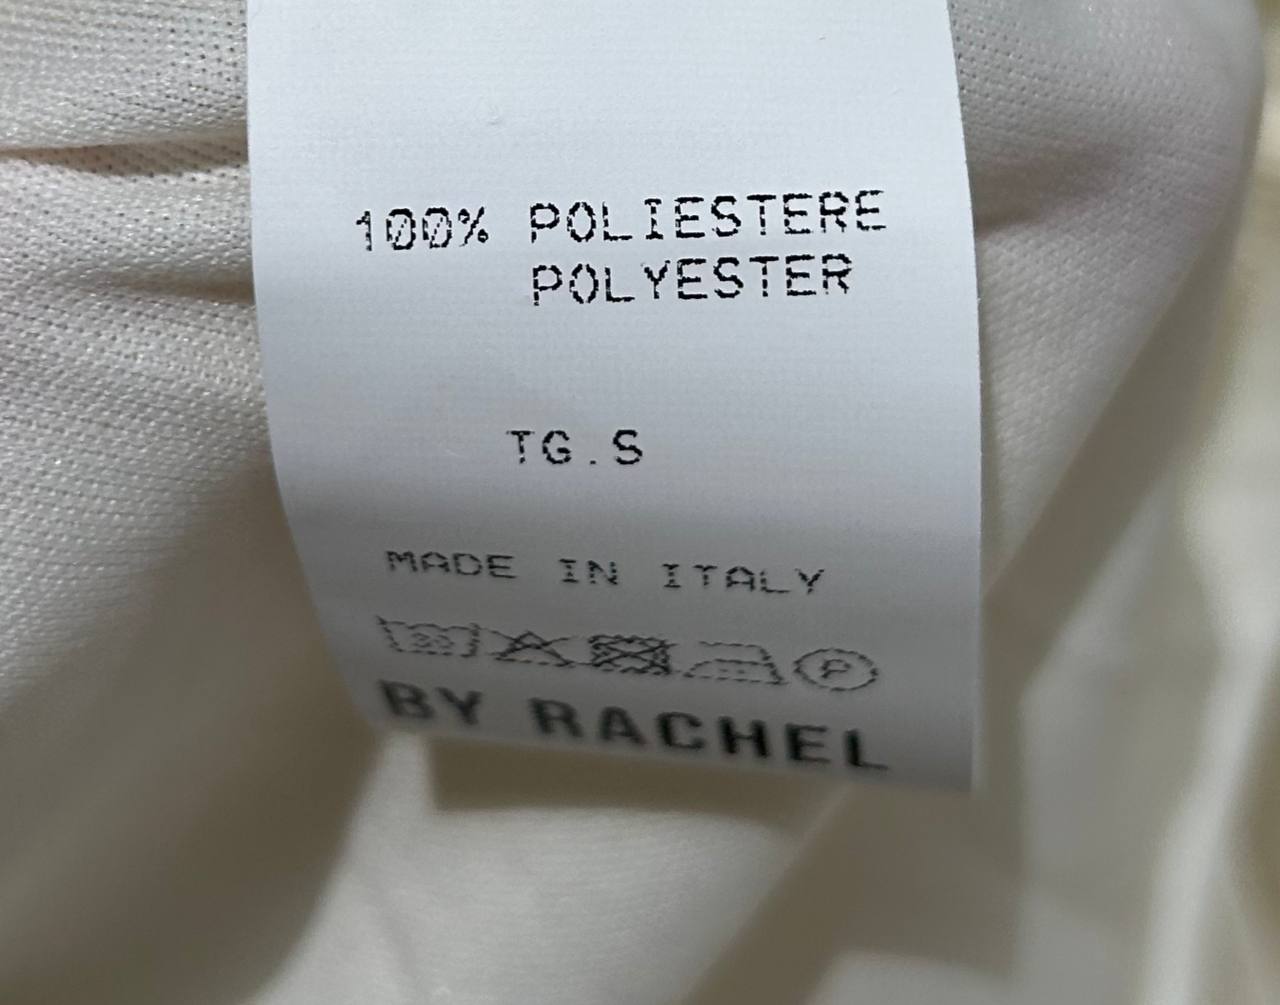 100% POLIESTERE
POLYESTER
TG.S
MADE IN ITALY
P
BY RACHEL